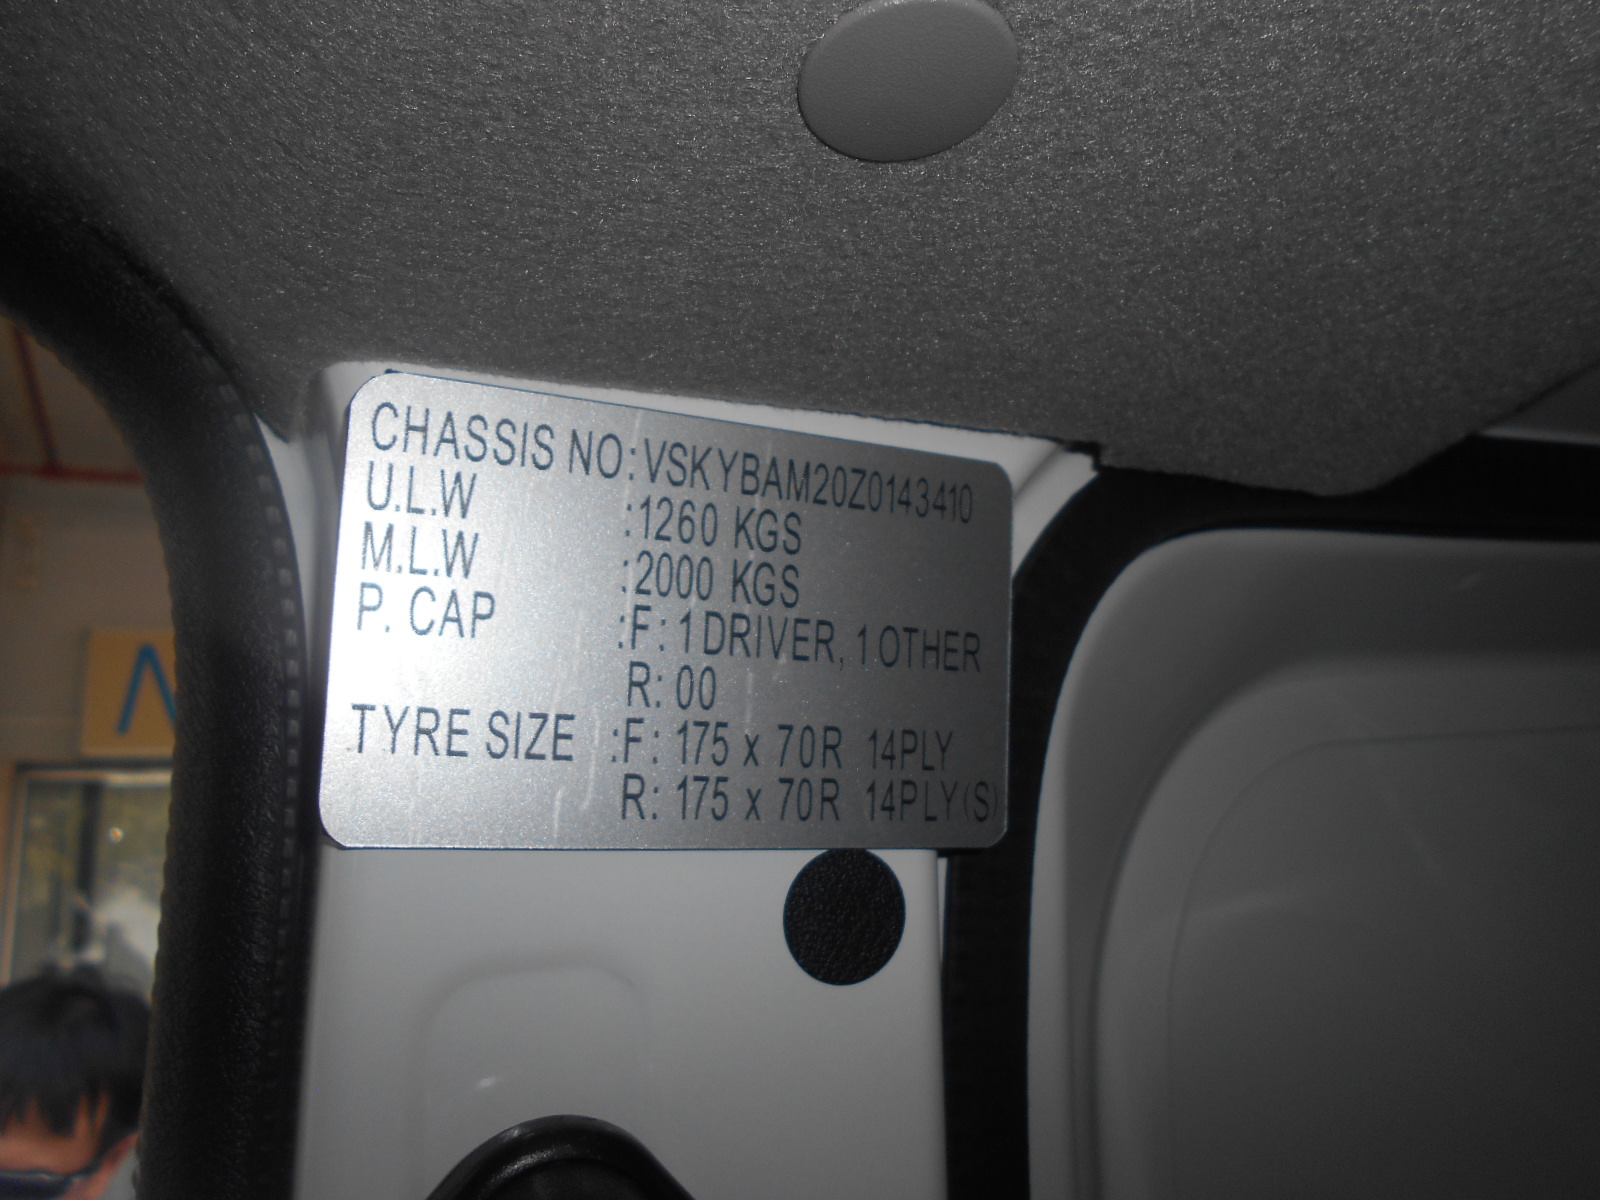 CHASSIS NO:VSKYBAM20Z0143410
U.L.W :1260 KGS
M.L.W :2000 KGS
P. CAP :F: 1 DRIVER, 1 OTHER
R: 00
TYRE SIZE :F: 175 x 70R 14PLY
R: 175 x 70R 14PLY(S)